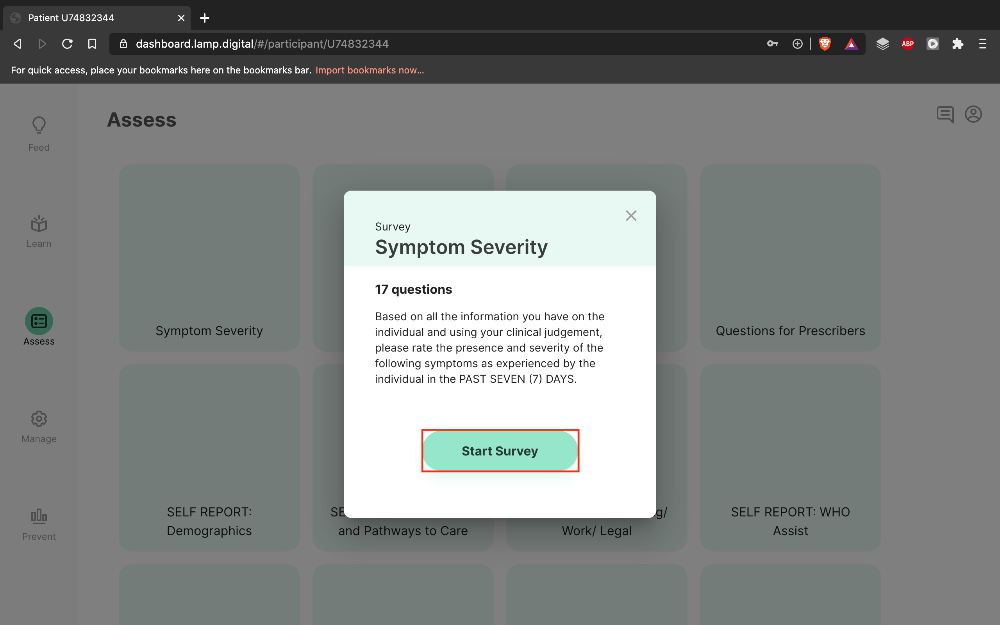 Patient U74832344
dashboard.lamp.digital/#/participant/U74832344
ABP
For quick access, place your bookmarks here on the bookmarks bar. Import bookmarks now...
Assess
Feed
Learn
Assess
Manage
Prevent
Symptom Severity
Questions for Prescribers
SELF REPORT:
Demographics
SE
and Pathways to Care
g/
Work/ Legal
SELF REPORT: WHO
Assist
Survey
Symptom Severity
17 questions
Based on all the information you have on the
individual and using your clinical judgement,
please rate the presence and severity of the
following symptoms as experienced by the
individual in the PAST SEVEN (7) DAYS.
Start Survey